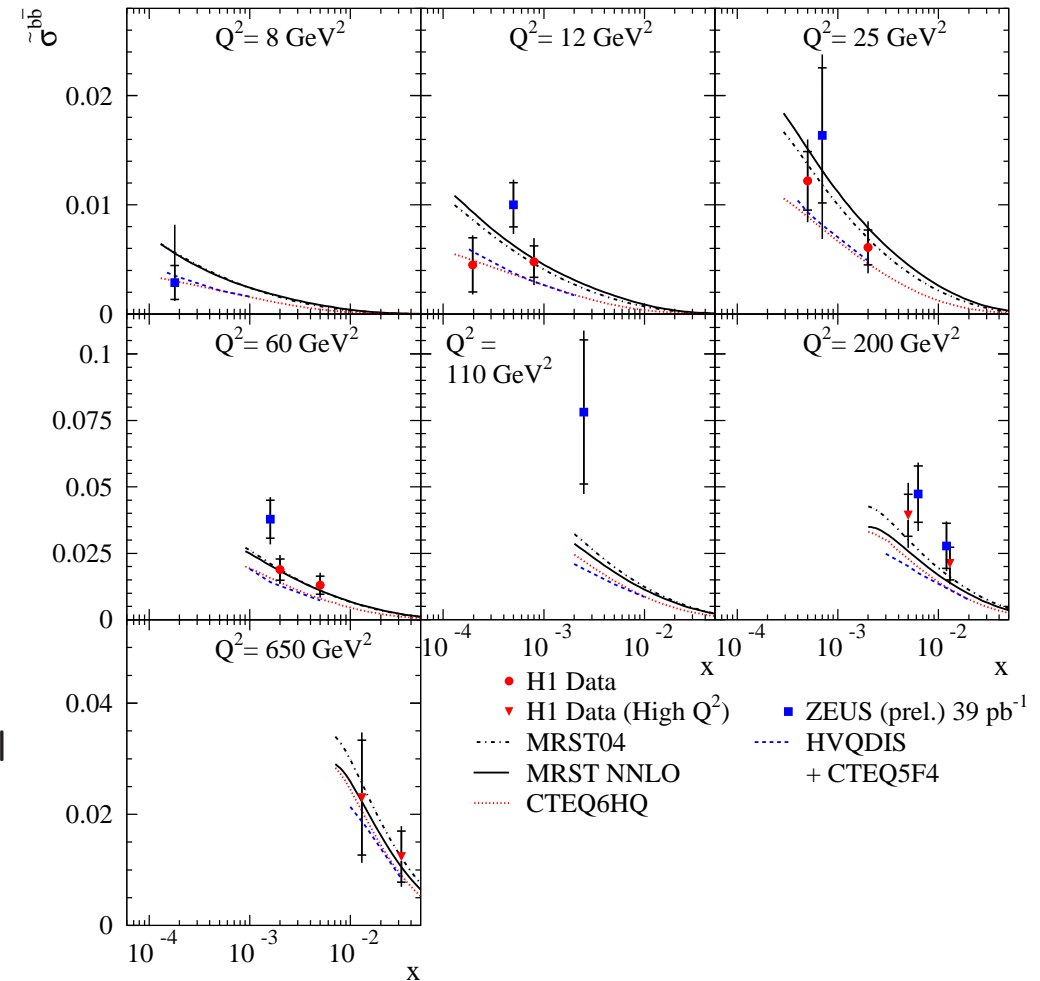 σ̃^bb̄
Q²= 8 GeV²
Q²= 12 GeV²
Q²= 25 GeV²
0.02
0.01
0
Q²= 60 GeV²
Q² =
110 GeV²
Q²= 200 GeV²
0.1
0.075
0.05
0.025
0
10⁻⁴ 10⁻³ 10⁻² x
10⁻⁴ 10⁻³ 10⁻² x
Q²= 650 GeV²
0.04
0.02
0
10⁻⁴ 10⁻³ 10⁻² x
H1 Data
H1 Data (High Q²)
MRST04
MRST NNLO
CTEQ6HQ
ZEUS (prel.) 39 pb⁻¹
HVQDIS
+ CTEQ5F4